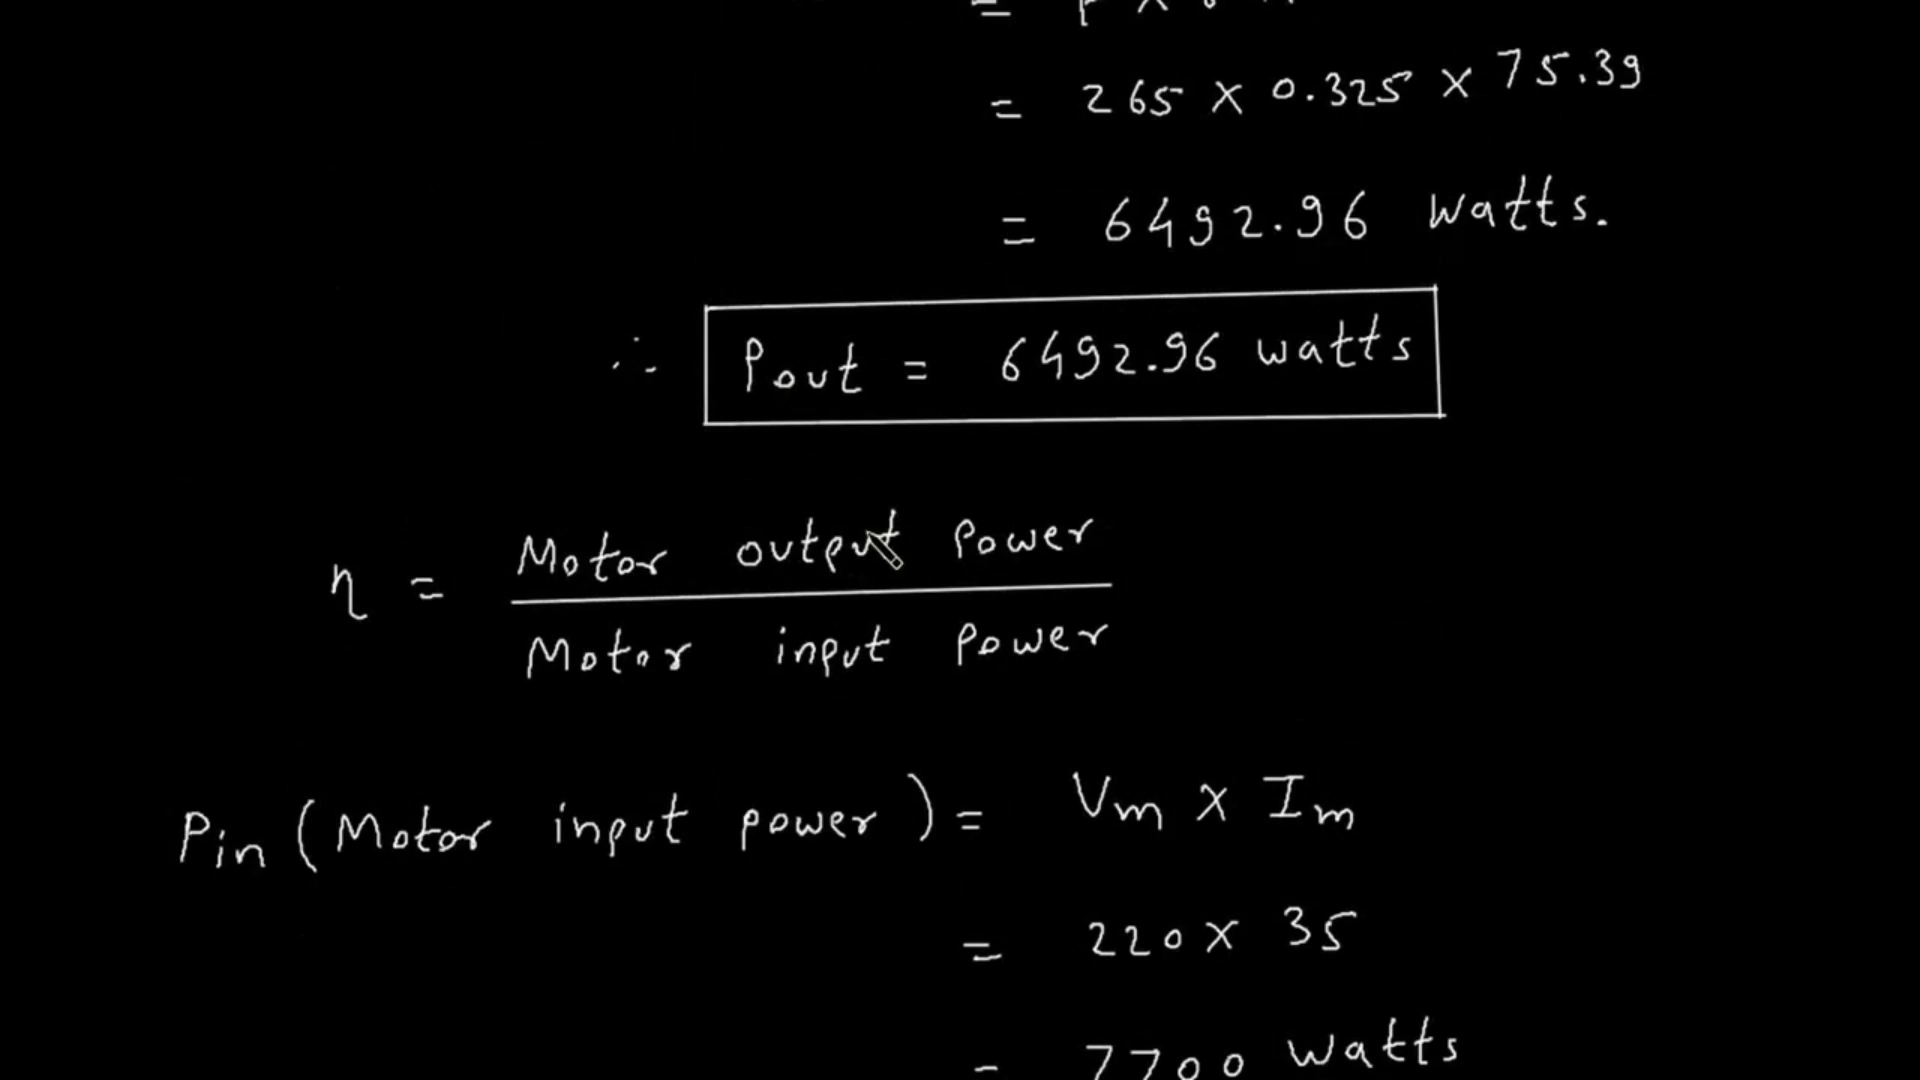 = 265 × 0.325 × 75.39
= 6492.96 watts.
∴ Pout = 6492.96 watts
η = Motor output Power
Motor input Power
Pin (Motor input power) = Vm × Im
= 220 × 35
= 7700 watts